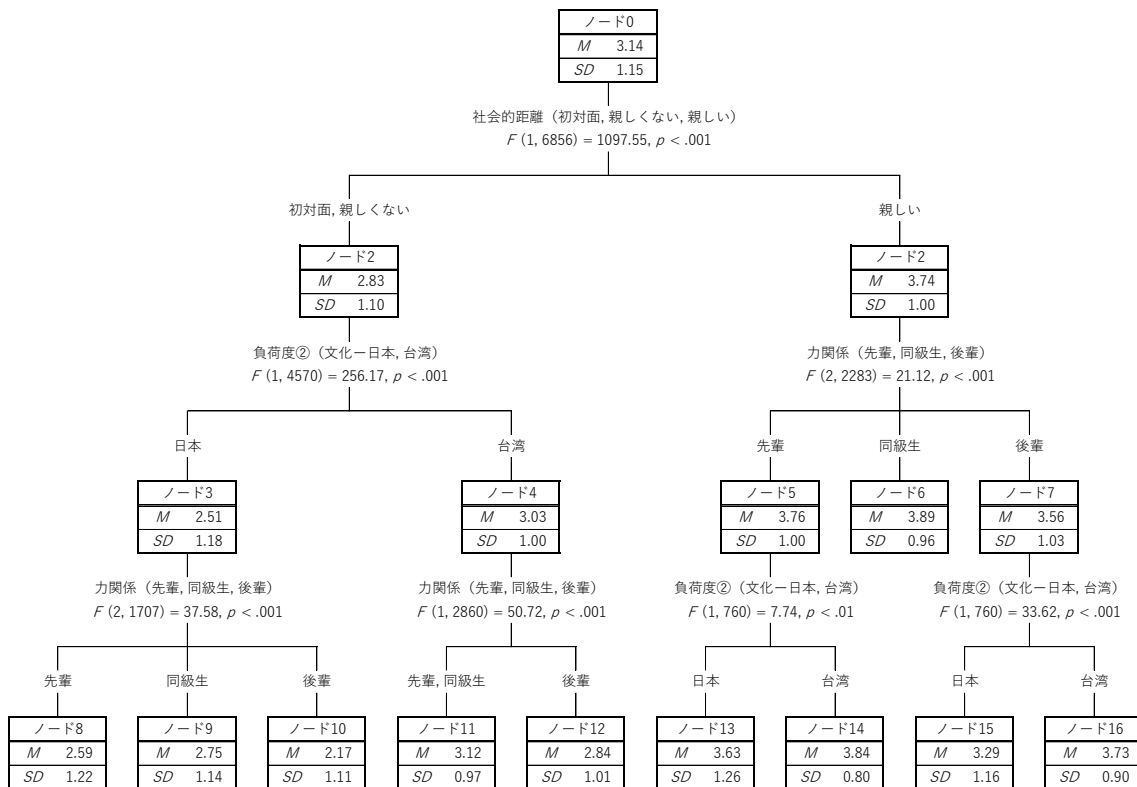 ノード0
M 3.14
SD 1.15
社会的距離（初対面, 親しくない, 親しい）
F (1, 6856) = 1097.55, p < .001
初対面, 親しくない
親しい
ノード2
M 2.83
SD 1.10
ノード2
M 3.74
SD 1.00
負荷度②（文化ー日本, 台湾）
F (1, 4570) = 256.17, p < .001
力関係（先輩, 同級生, 後輩）
F (2, 2283) = 21.12, p < .001
日本
台湾
先輩
同級生
後輩
ノード3
M 2.51
SD 1.18
ノード4
M 3.03
SD 1.00
ノード5
M 3.76
SD 1.00
ノード6
M 3.89
SD 0.96
ノード7
M 3.56
SD 1.03
力関係（先輩, 同級生, 後輩）
F (2, 1707) = 37.58, p < .001
力関係（先輩, 同級生, 後輩）
F (1, 2860) = 50.72, p < .001
負荷度②（文化ー日本, 台湾）
F (1, 760) = 7.74, p < .01
負荷度②（文化ー日本, 台湾）
F (1, 760) = 33.62, p < .001
先輩
同級生
後輩
先輩, 同級生
後輩
日本
台湾
日本
台湾
ノード8
M 2.59
SD 1.22
ノード9
M 2.75
SD 1.14
ノード10
M 2.17
SD 1.11
ノード11
M 3.12
SD 0.97
ノード12
M 2.84
SD 1.01
ノード13
M 3.63
SD 1.26
ノード14
M 3.84
SD 0.80
ノード15
M 3.29
SD 1.16
ノード16
M 3.73
SD 0.90